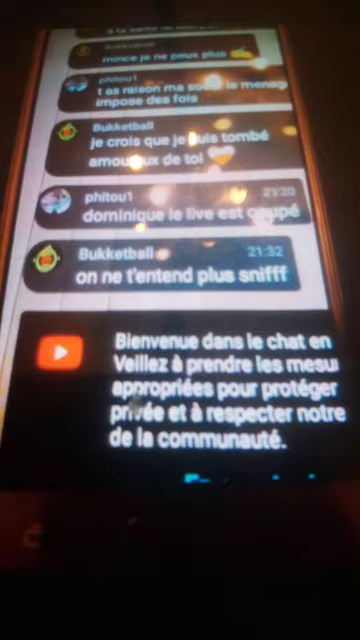 Bukketball
mince je ne peux plus
phitou1
t as raison ma le menag
impose des fois
Bukketball
je crois que je suis tombé
amoureux de toi
phitou1 21:20
dominique le live est coupé
Bukketball 21:32
on ne t'entend plus snifff
Bienvenue dans le chat en
Veillez à prendre les mesu
appropriées pour protéger
privée et à respecter notre
de la communauté.